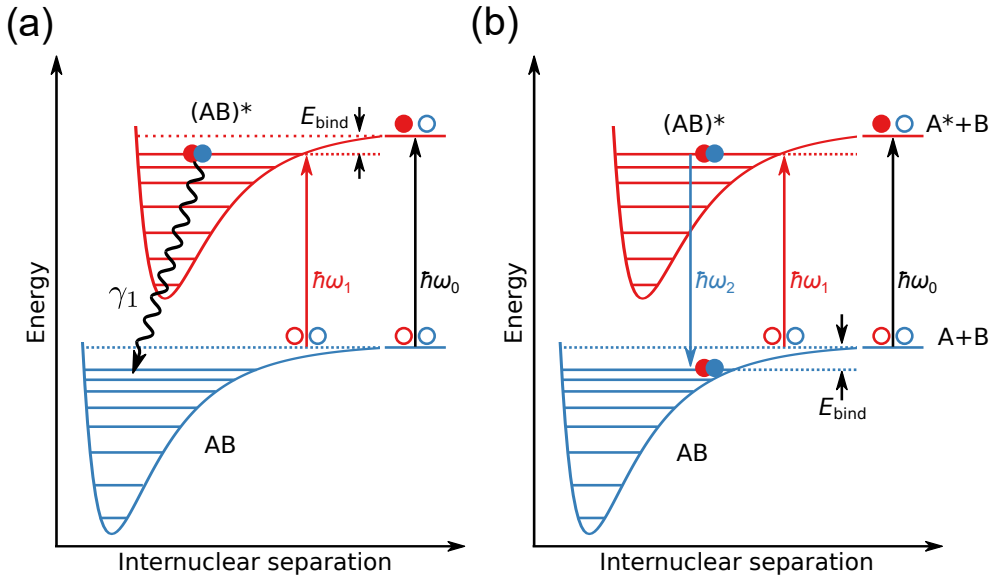 (a)
Energy
(AB)*
E_bind
γ₁
ħω₁
ħω₀
AB
Internuclear separation
(b)
Energy
(AB)*
A*+B
ħω₂
ħω₁
ħω₀
A+B
E_bind
AB
Internuclear separation